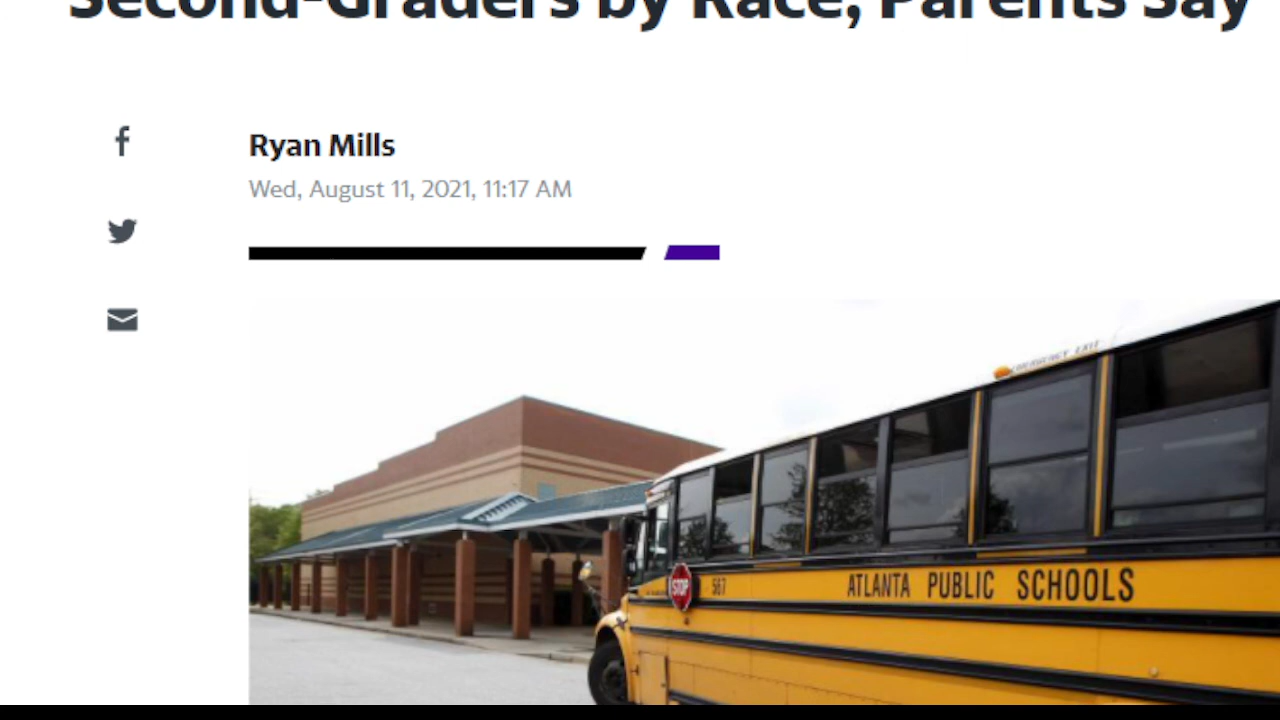 Second-Graders by Race, Parents Say
Ryan Mills
Wed, August 11, 2021, 11:17 AM
EMERGENCY EXIT
STOP
567
ATLANTA PUBLIC SCHOOLS